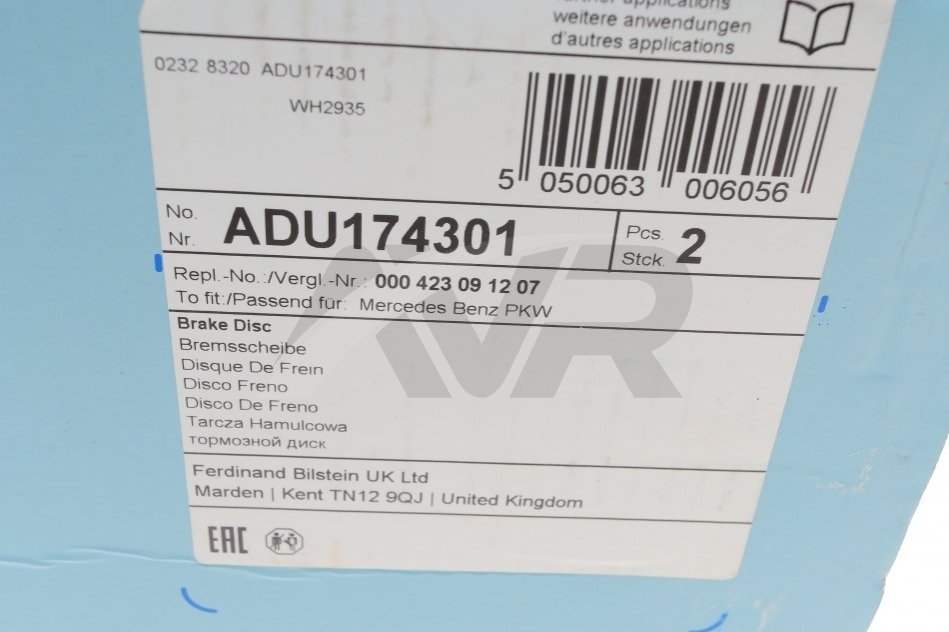 further applications
weitere anwendungen
d'autres applications
0232 8320 ADU174301
WH2935
5 050063 006056
No.
Nr.
ADU174301
Pcs.
Stck.
2
Repl.-No.:/Vergl.-Nr.: 000 423 09 12 07
To fit:/Passend für: Mercedes Benz PKW
Brake Disc
Bremsscheibe
Disque De Frein
Disco Freno
Disco De Freno
Tarcza Hamulcowa
тормозной диск
Ferdinand Bilstein UK Ltd
Marden | Kent TN12 9QJ | United Kingdom
EAC
VR